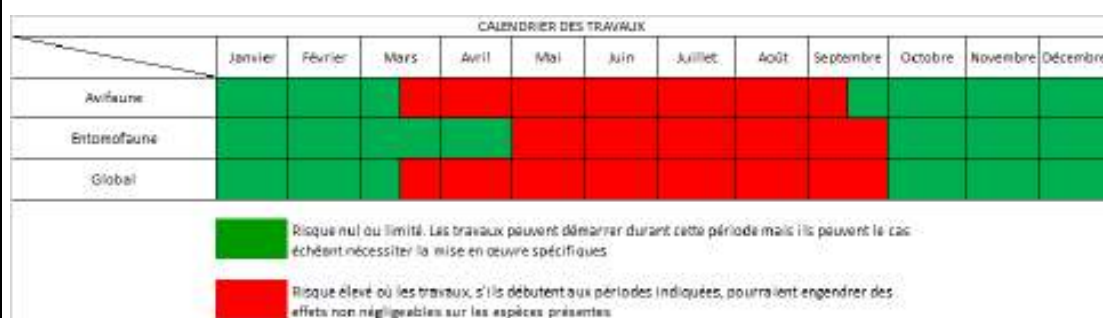 CALENDRIER DES TRAVAUX
Janvier Février Mars Avril Mai Juin Juillet Août Septembre Octobre Novembre Décembre
Avifaune
Entomofaune
Global
Risque nul ou limité. Les travaux peuvent démarrer durant cette période mais ils peuvent le cas
échéant nécessiter la mise en œuvre spécifiques
Risque élevé où les travaux, s'ils débutent aux périodes indiquées, pourraient engendrer des
effets non négligeables sur les espèces présentes